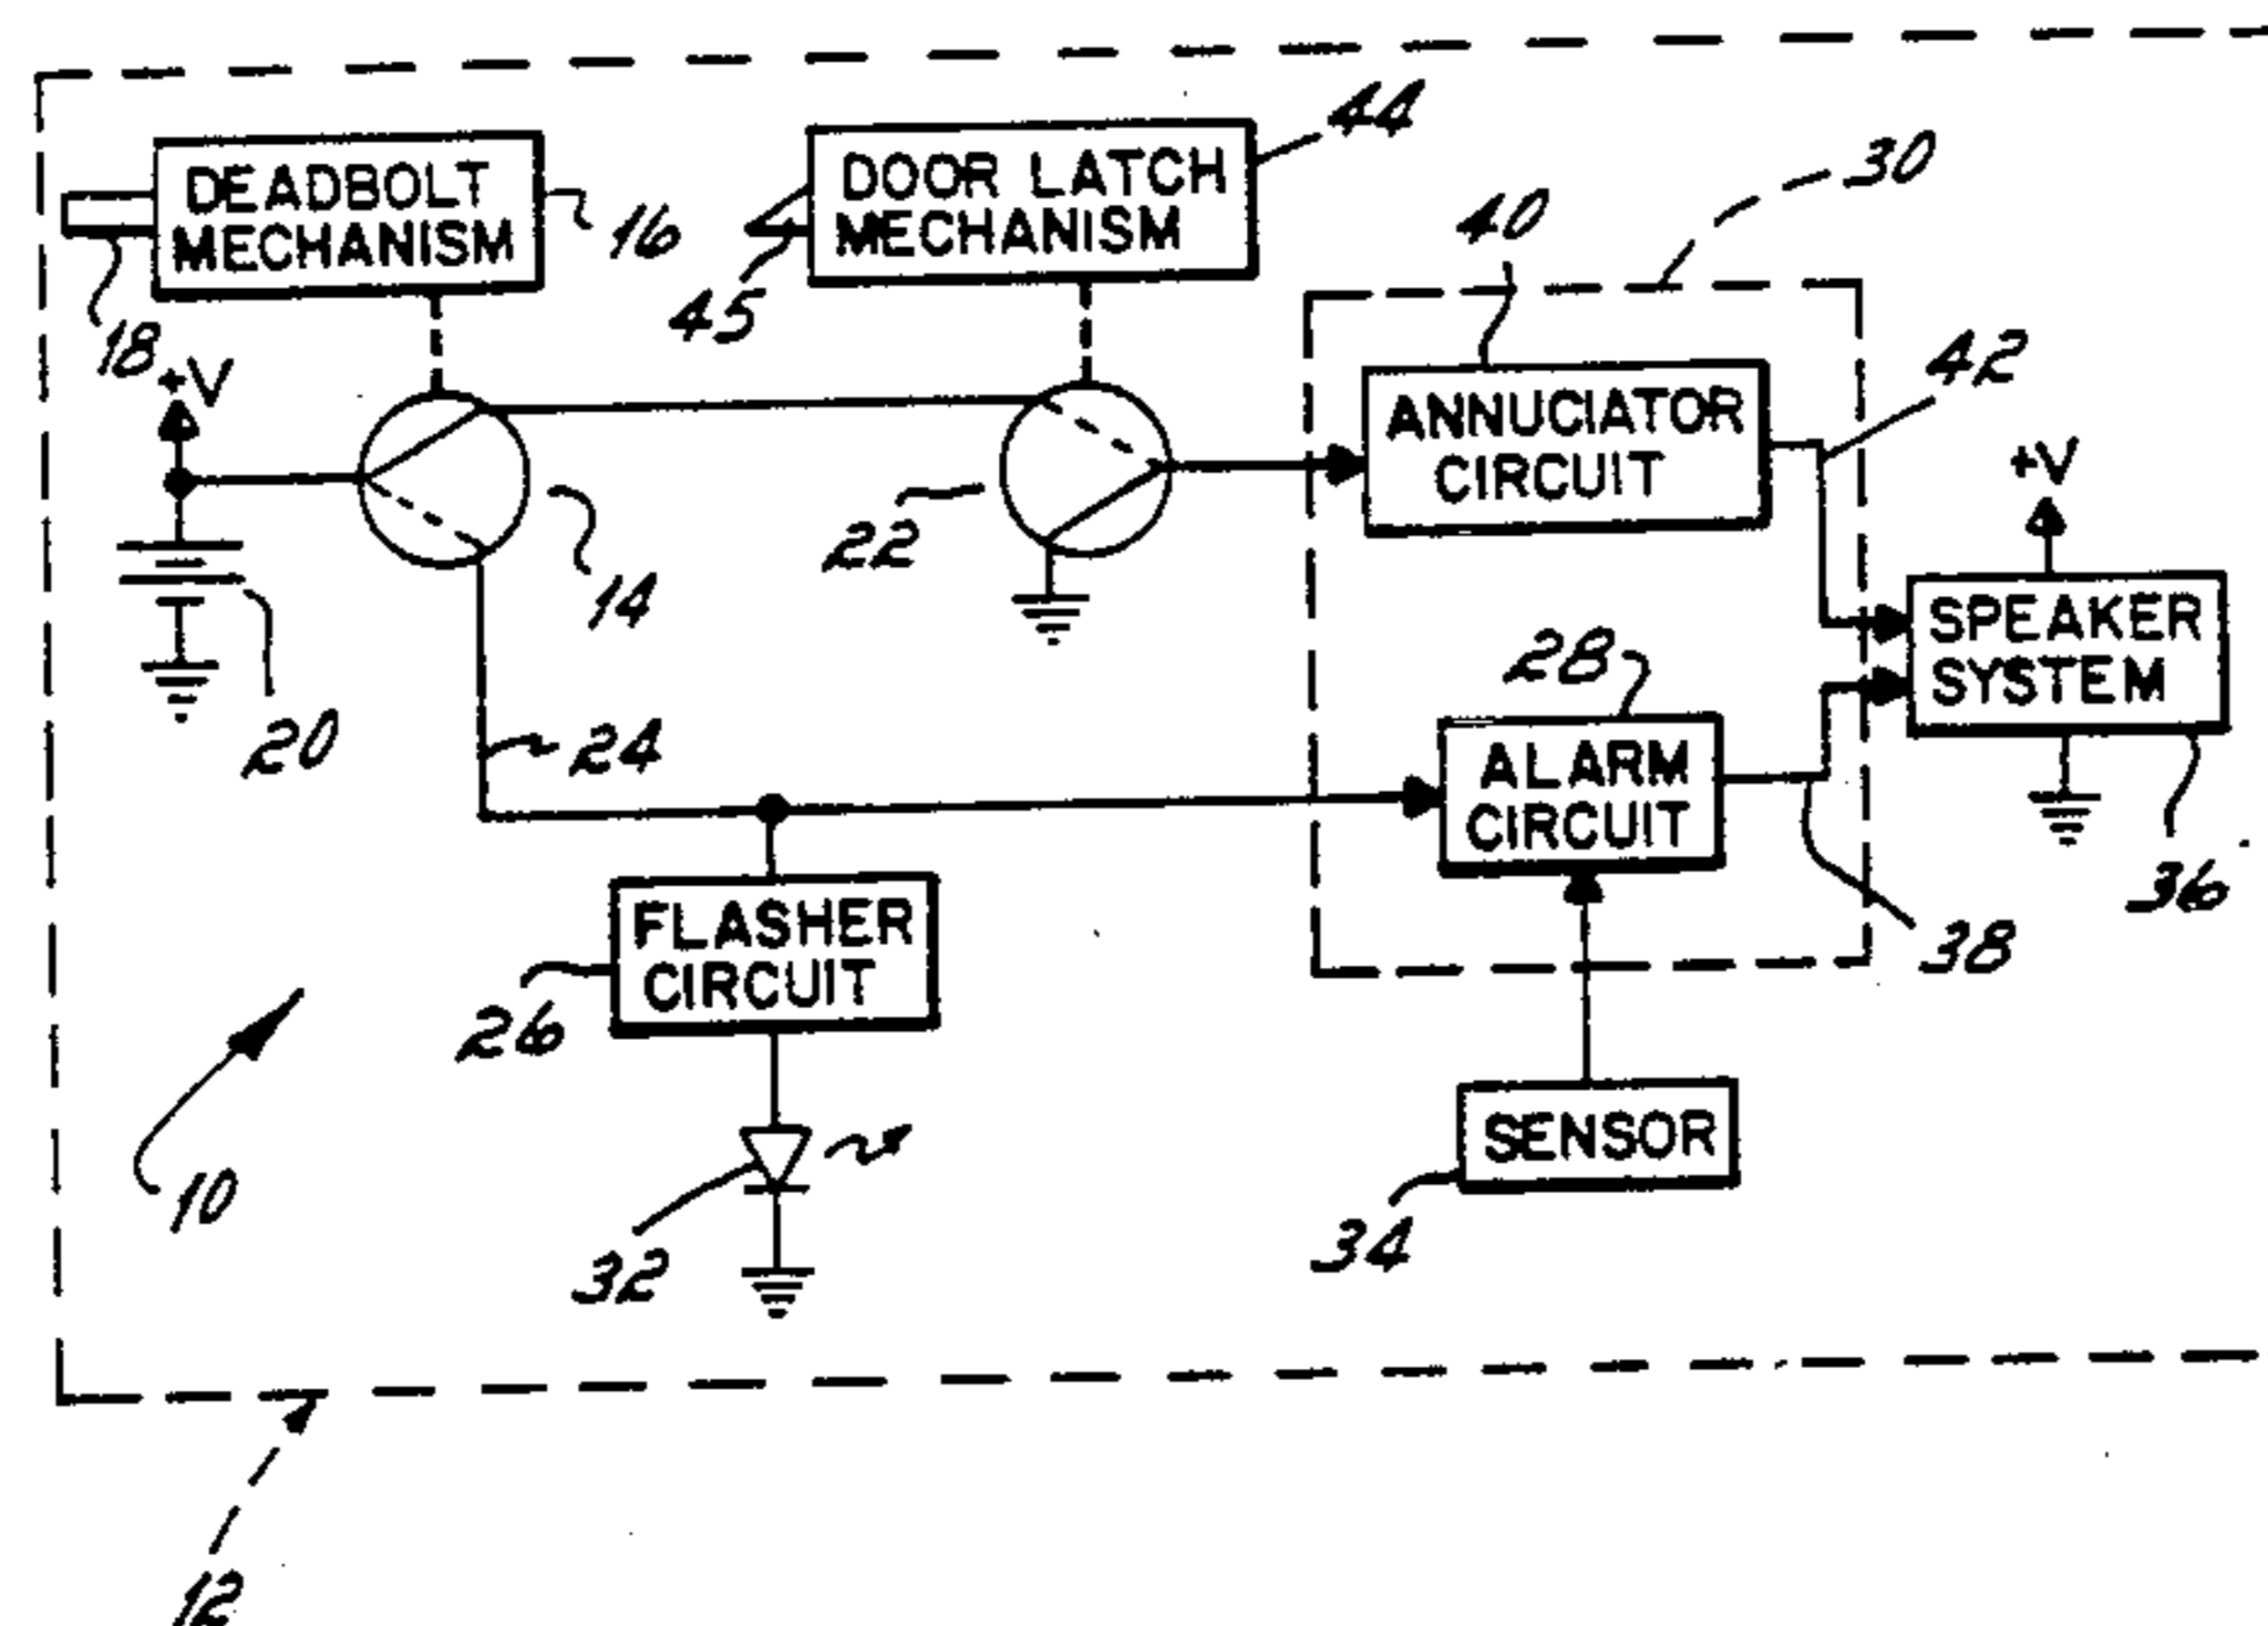 44
DEADBOLT
MECHANISM
16
18
DOOR LATCH
MECHANISM
45
30
40
42
+V
ANNUCIATOR
CIRCUIT
+V
22
14
20
SPEAKER
SYSTEM
28
24
ALARM
CIRCUIT
36
38
FLASHER
CIRCUIT
26
10
SENSOR
32
34
12